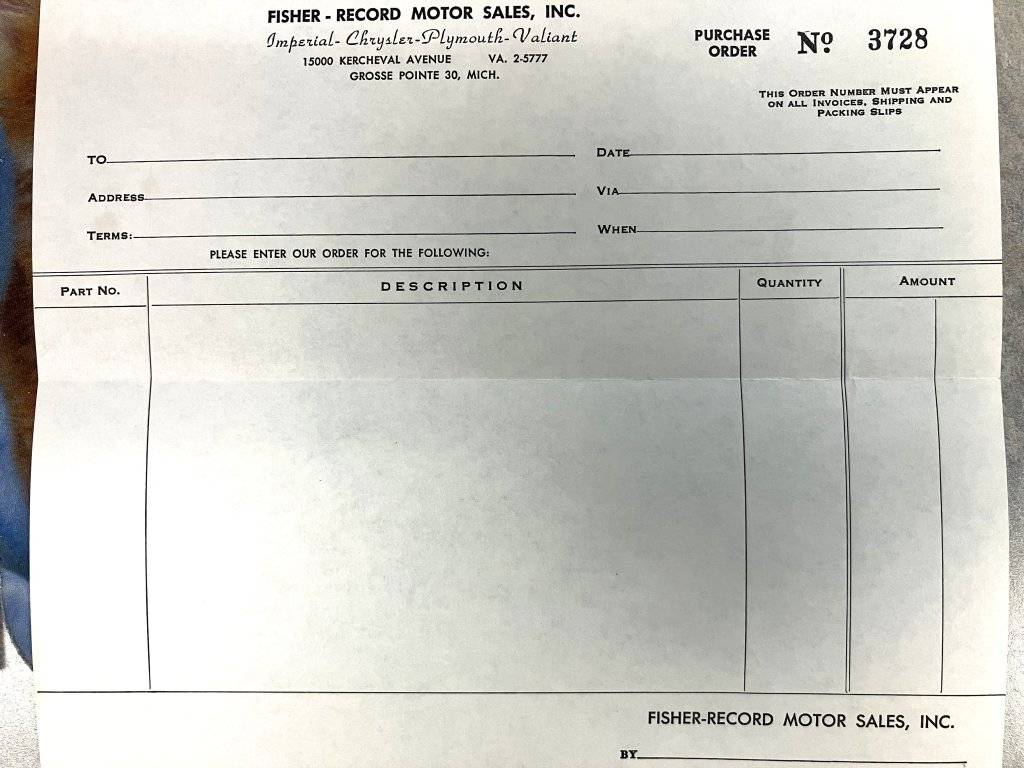 FISHER - RECORD MOTOR SALES, INC.
Imperial - Chrysler - Plymouth - Valiant
15000 KERCHEVAL AVENUE VA. 2-5777
GROSSE POINTE 30, MICH.
PURCHASE ORDER Nº 3728
THIS ORDER NUMBER MUST APPEAR
ON ALL INVOICES, SHIPPING AND
PACKING SLIPS
TO
DATE
ADDRESS
VIA
TERMS:
WHEN
PLEASE ENTER OUR ORDER FOR THE FOLLOWING:
PART NO. DESCRIPTION QUANTITY AMOUNT
FISHER-RECORD MOTOR SALES, INC.
BY